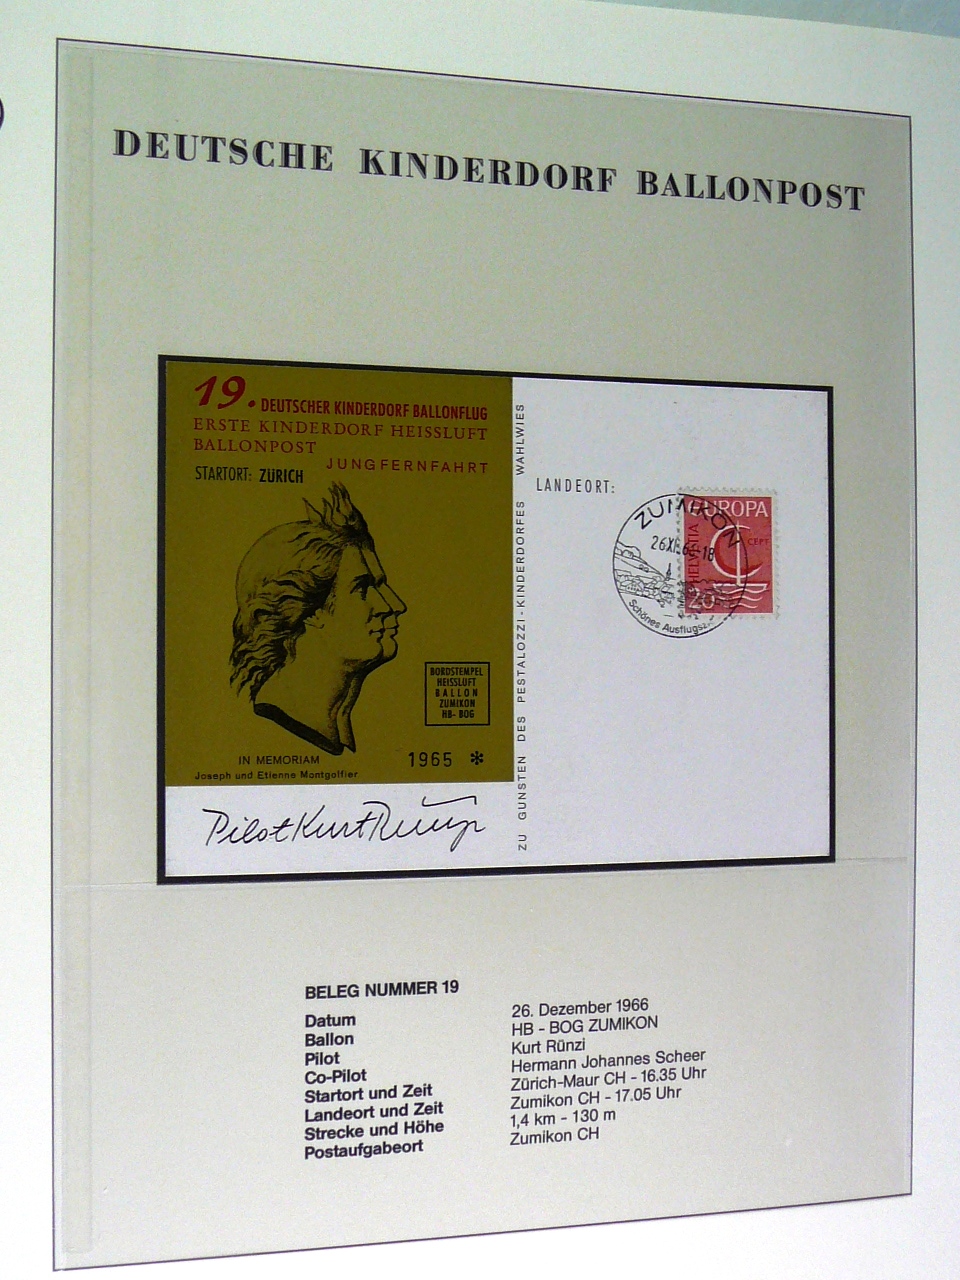 DEUTSCHE KINDERDORF BALLONPOST
19. DEUTSCHER KINDERDORF BALLONFLUG
ERSTE KINDERDORF HEISSLUFT
BALLONPOST
JUNGFERNFAHRT
STARTORT: ZÜRICH
BORDSTEMPEL
HEISSLUFT
BALLON
ZUMIKON
HB-BOG
IN MEMORIAM
Joseph und Etienne Montgolfier
1965 *
Pilot Kurt Rünzi
ZU GUNSTEN DES PESTALOZZI-KINDERDORFES WAHLWIES
LANDEORT:
ZUMIKON
-18
Schönes
EUROPA
CEPT
HELVETIA
20
BELEG NUMMER 19
Datum 26. Dezember 1966
Ballon HB - BOG ZUMIKON
Pilot Kurt Rünzi
Co-Pilot Hermann Johannes Scheer
Startort und Zeit Zürich-Maur CH - 16.35 Uhr
Landeort und Zeit Zumikon CH - 17.05 Uhr
Strecke und Höhe 1,4 km - 130 m
Postaufgabeort Zumikon CH